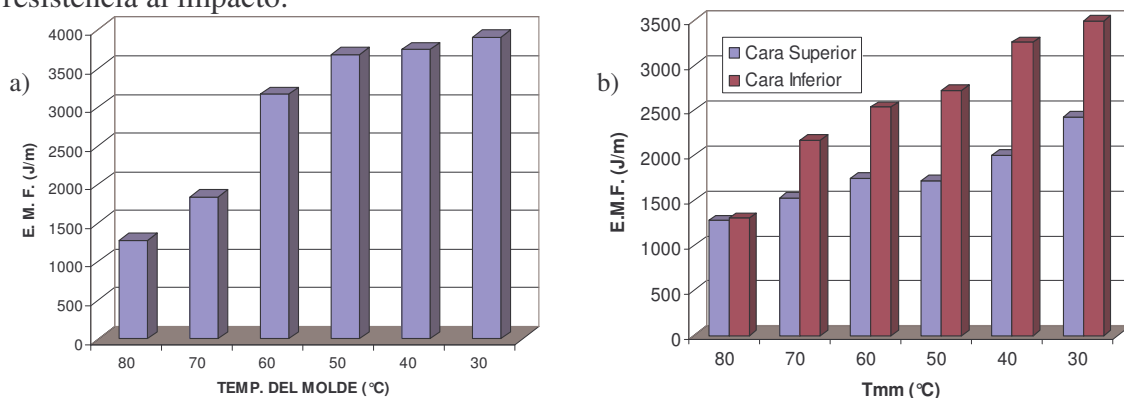 resistencia al impacto.
a)
4000
3500
3000
2500
2000
1500
1000
500
0
E. M. F. (J/m)
80 70 60 50 40 30
TEMP. DEL MOLDE (°C)
b)
3500
3000
2500
2000
1500
1000
500
0
E.M.F. (J/m)
Cara Superior
Cara Inferior
80 70 60 50 40 30
Tmm (°C)